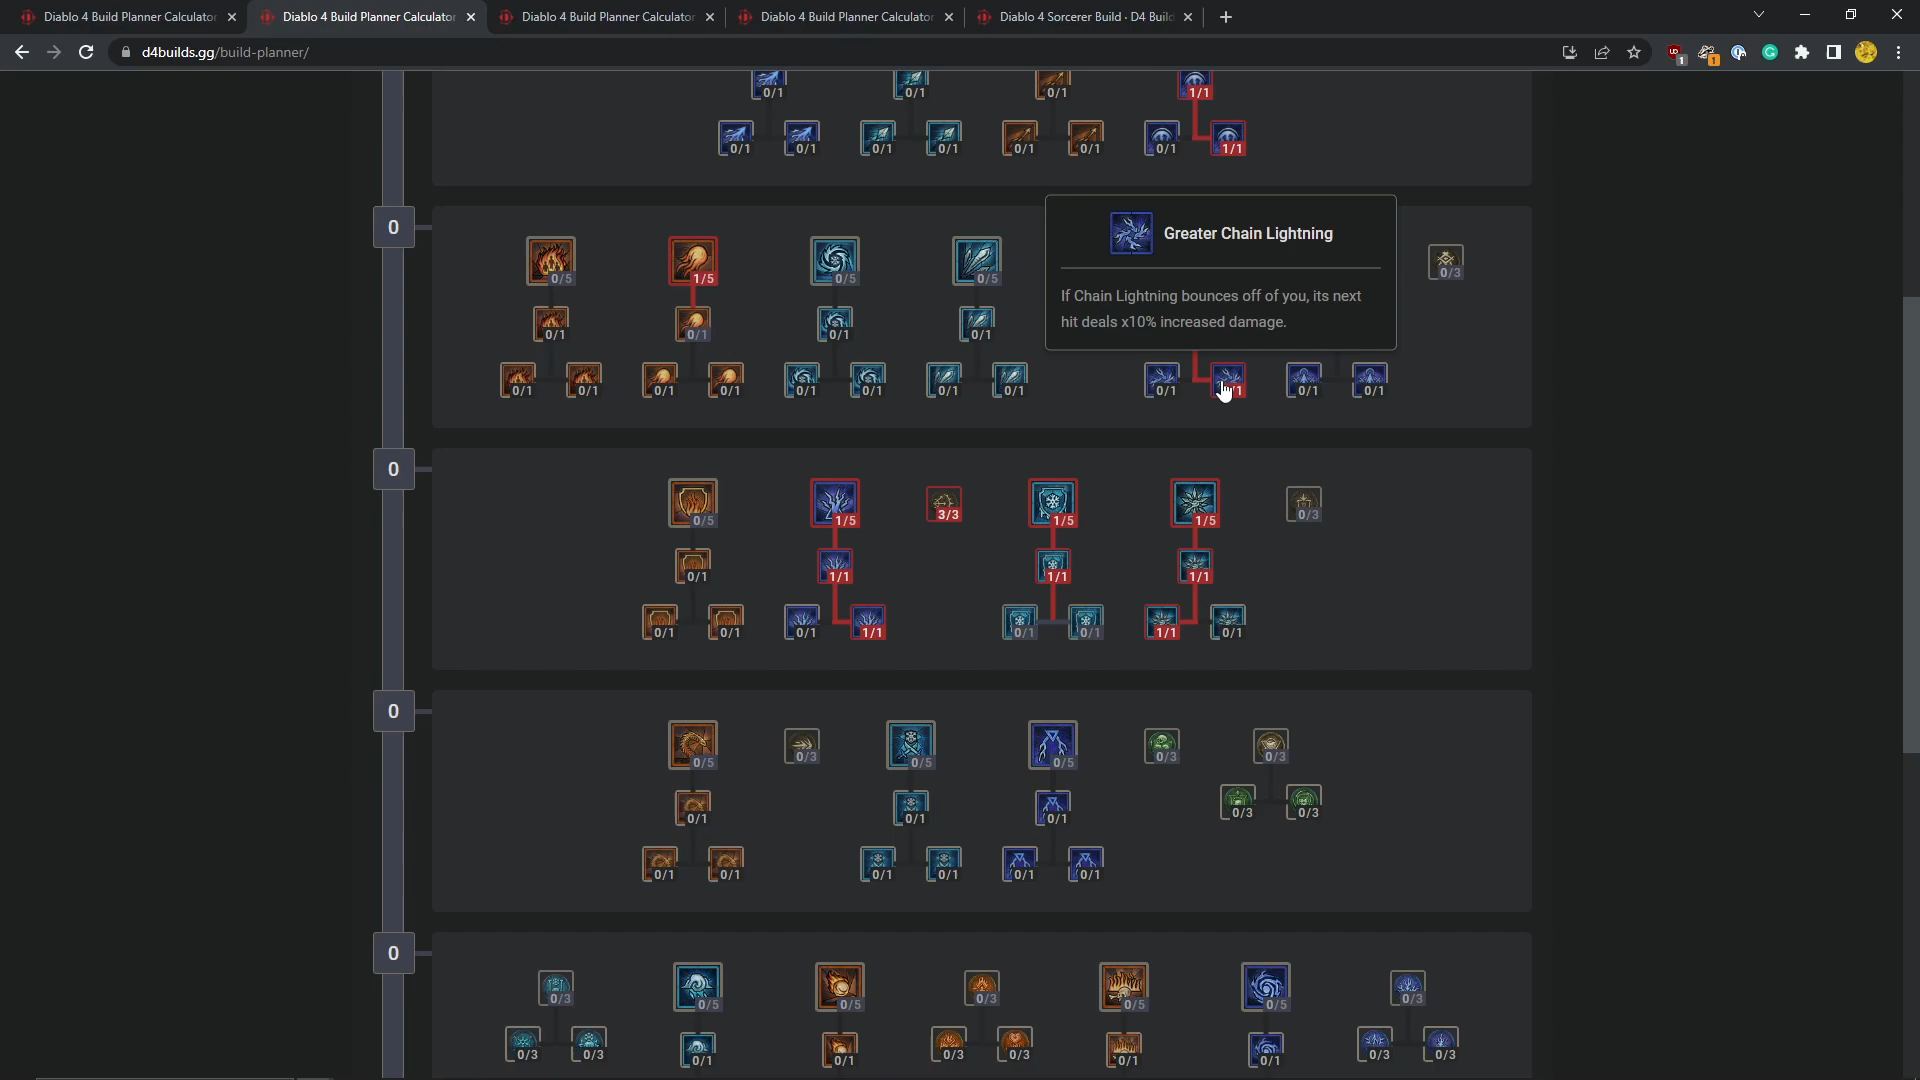 Diablo 4 Build Planner Calculator
Diablo 4 Build Planner Calculator
Diablo 4 Build Planner Calculator
Diablo 4 Build Planner Calculator
Diablo 4 Sorcerer Build · D4 Build
d4builds.gg/build-planner/
1
1
0/1 0/1 0/1 1/1
0/1 0/1 0/1 0/1 0/1 0/1 0/1 1/1
0
Greater Chain Lightning
If Chain Lightning bounces off of you, its next
hit deals x10% increased damage.
0/5 1/5 0/5 0/5 0/3
0/1 0/1 0/1 0/1
0/1 0/1 0/1 0/1 0/1 0/1 0/1 0/1 0/1 /1 0/1 0/1
0
0/5 1/5 3/3 1/5 1/5 0/3
0/1 1/1 1/1 1/1
0/1 0/1 0/1 1/1 0/1 0/1 1/1 0/1
0
0/5 0/3 0/5 0/5 0/3 0/3
0/1 0/1 0/1 0/3 0/3
0/1 0/1 0/1 0/1 0/1 0/1
0
0/3 0/5 0/5 0/3 0/5 0/5 0/3
0/3 0/3 0/1 0/1 0/3 0/3 0/1 0/1 0/3 0/3